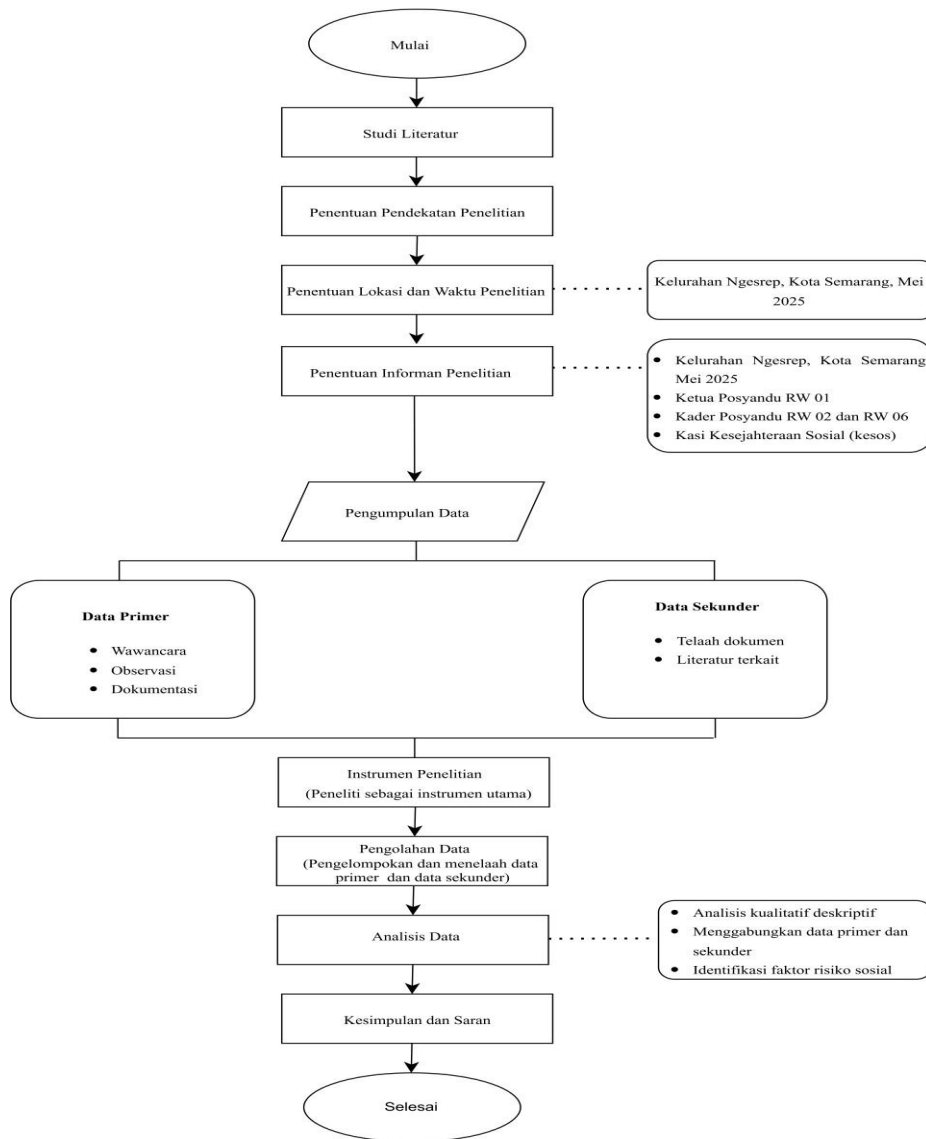 Mulai
Studi Literatur
Penentuan Pendekatan Penelitian
Penentuan Lokasi dan Waktu Penelitian
Kelurahan Ngesrep, Kota Semarang, Mei
2025
Penentuan Informan Penelitian
• Kelurahan Ngesrep, Kota Semarang
Mei 2025
• Ketua Posyandu RW 01
• Kader Posyandu RW 02 dan RW 06
• Kasi Kesejahteraan Sosial (kesos)
Pengumpulan Data
Data Primer
• Wawancara
• Observasi
• Dokumentasi
Data Sekunder
• Telaah dokumen
• Literatur terkait
Instrumen Penelitian
(Peneliti sebagai instrumen utama)
Pengolahan Data
(Pengelompokan dan menelaah data
primer dan data sekunder)
Analisis Data
• Analisis kualitatif deskriptif
• Menggabungkan data primer dan
sekunder
• Identifikasi faktor risiko sosial
Kesimpulan dan Saran
Selesai